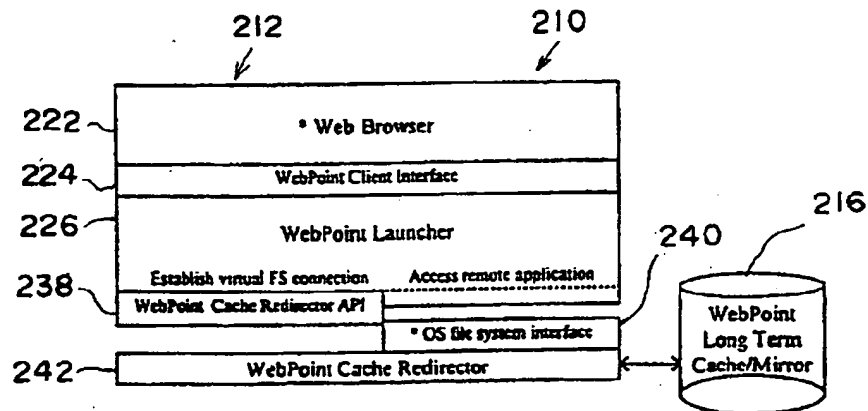 212
210
222
* Web Browser
224
WebPoint Client Interface
226
WebPoint Launcher
216
240
Establish virtual FS connection
Access remote application
238
WebPoint Cache Redirector API
WebPoint
Long Term
Cache/Mirror
* OS file system interface
242
WebPoint Cache Redirector